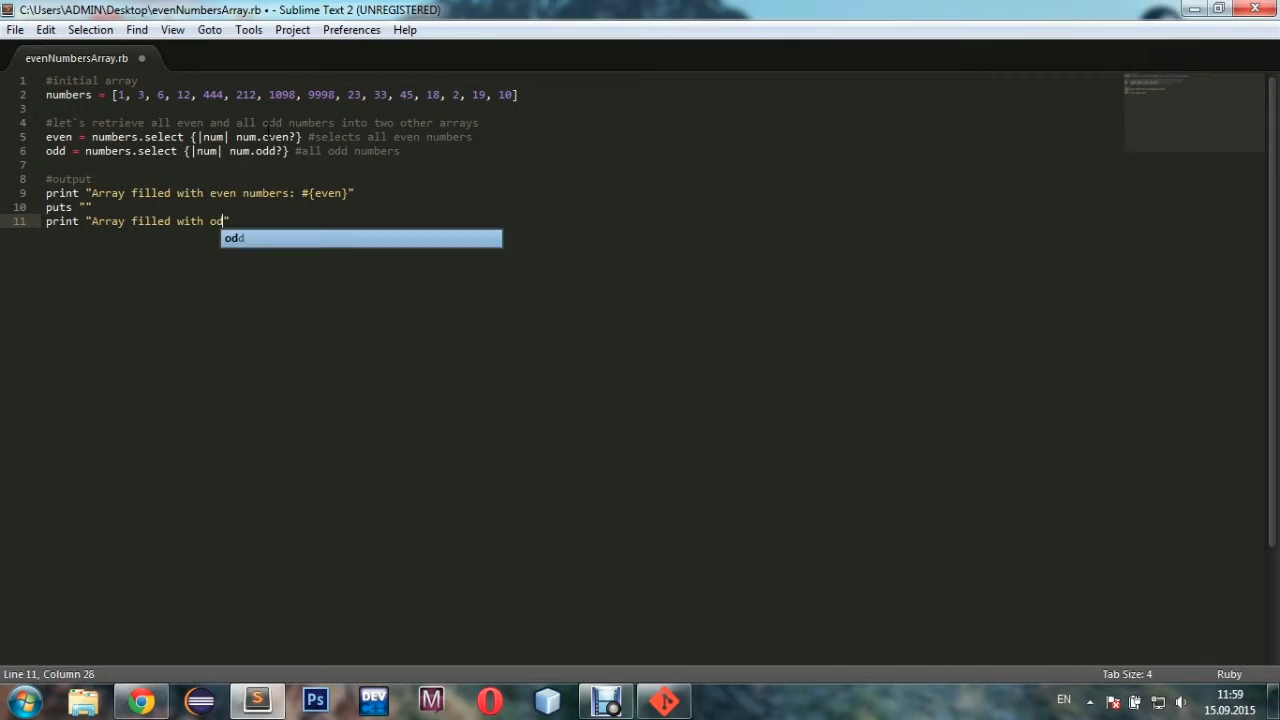 C:\Users\ADMIN\Desktop\evenNumbersArray.rb • - Sublime Text 2 (UNREGISTERED)
File Edit Selection Find View Goto Tools Project Preferences Help
evenNumbersArray.rb
1 #initial array
2 numbers = [1, 3, 6, 12, 444, 212, 1098, 9998, 23, 33, 45, 19, 10]
3
4 #let`s retrieve all even and all odd numbers into two other arrays
5 even = numbers.select {|num| num.even?} #selects all even numbers
6 odd = numbers.select {|num| num.odd?} #all odd numbers
7
8 #output
9 print "Array filled with even numbers: #{even}"
10 puts ""
11 print "Array filled with od"
odd
Line 11, Column 28
Tab Size: 4
Ruby
Ps
DEV
M
EN
11:59
15.09.2015